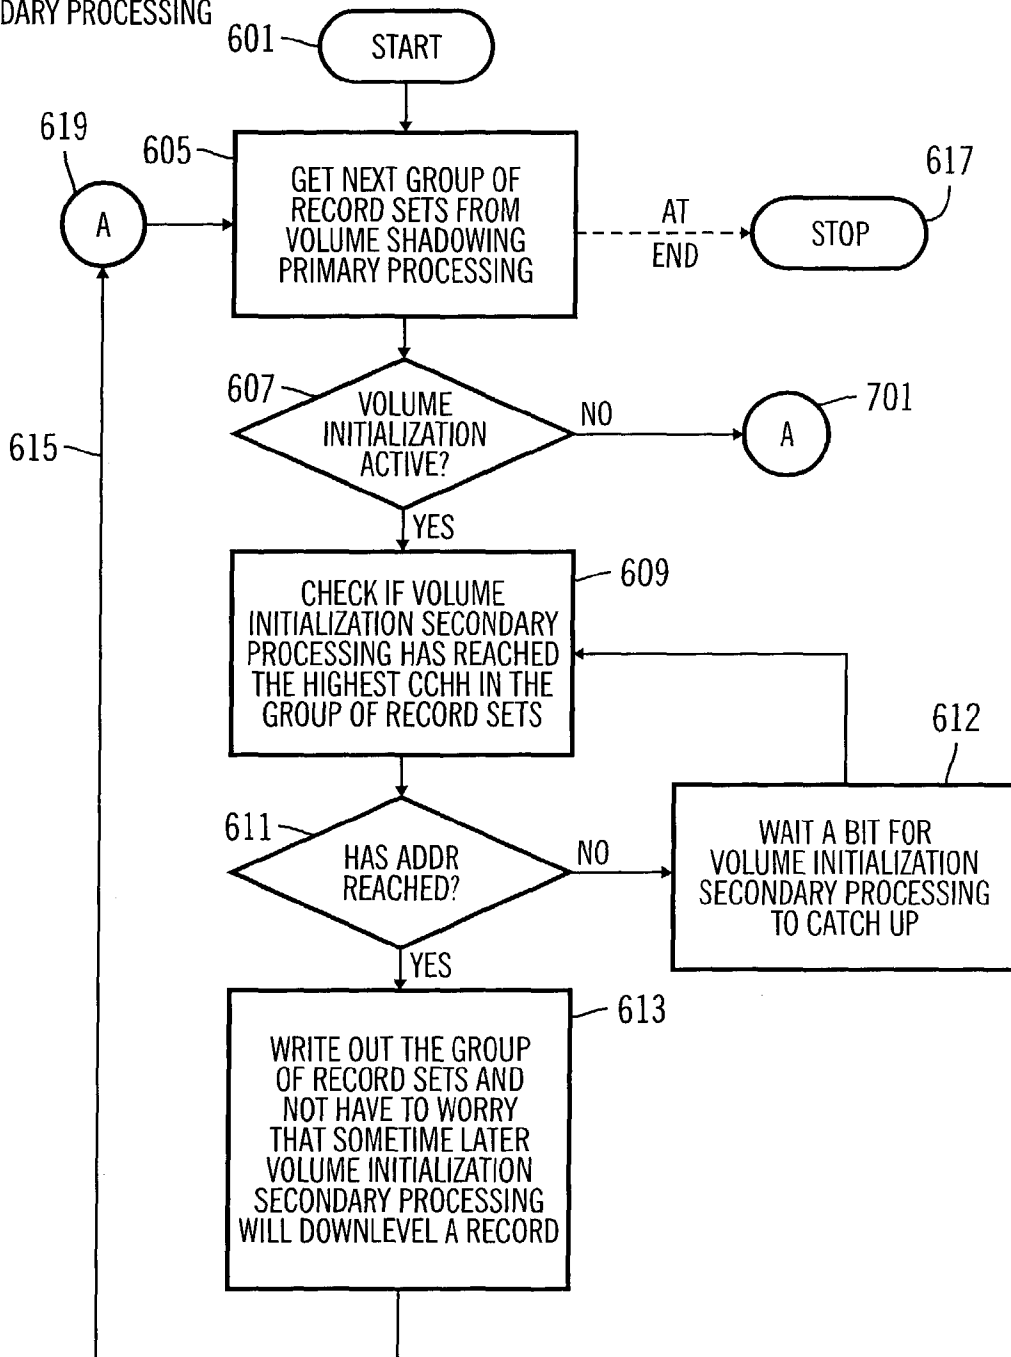 DARY PROCESSING
601
START
619
605
617
A
GET NEXT GROUP OF
RECORD SETS FROM
VOLUME SHADOWING
PRIMARY PROCESSING
AT
END
STOP
607
VOLUME
INITIALIZATION
ACTIVE?
NO
701
A
615
YES
609
CHECK IF VOLUME
INITIALIZATION SECONDARY
PROCESSING HAS REACHED
THE HIGHEST CCHH IN THE
GROUP OF RECORD SETS
612
611
HAS ADDR
REACHED?
NO
WAIT A BIT FOR
VOLUME INITIALIZATION
SECONDARY PROCESSING
TO CATCH UP
YES
613
WRITE OUT THE GROUP
OF RECORD SETS AND
NOT HAVE TO WORRY
THAT SOMETIME LATER
VOLUME INITIALIZATION
SECONDARY PROCESSING
WILL DOWNLEVEL A RECORD